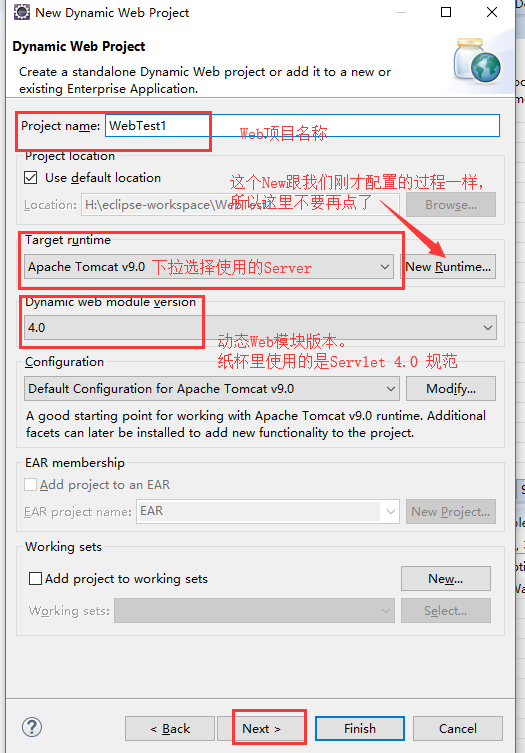 New Dynamic Web Project
Dynamic Web Project
Create a standalone Dynamic Web project or add it to a new or
existing Enterprise Application.
Project name: WebTest1
Web项目名称
Project location
Use default location
这个New跟我们刚才配置的过程一样，
所以这里不要再点了
Location: H:\eclipse-workspace\WebTest1 Browse...
Target runtime
Apache Tomcat v9.0 下拉选择使用的Server New Runtime...
Dynamic web module version
4.0
动态Web模块版本。
纸杯里使用的是Servlet 4.0 规范
Configuration
Default Configuration for Apache Tomcat v9.0 Modify...
A good starting point for working with Apache Tomcat v9.0 runtime. Additional
facets can later be installed to add new functionality to the project.
EAR membership
Add project to an EAR
EAR project name: EAR New Project...
Working sets
Add project to working sets New...
Working sets: Select...
? < Back Next > Finish Cancel